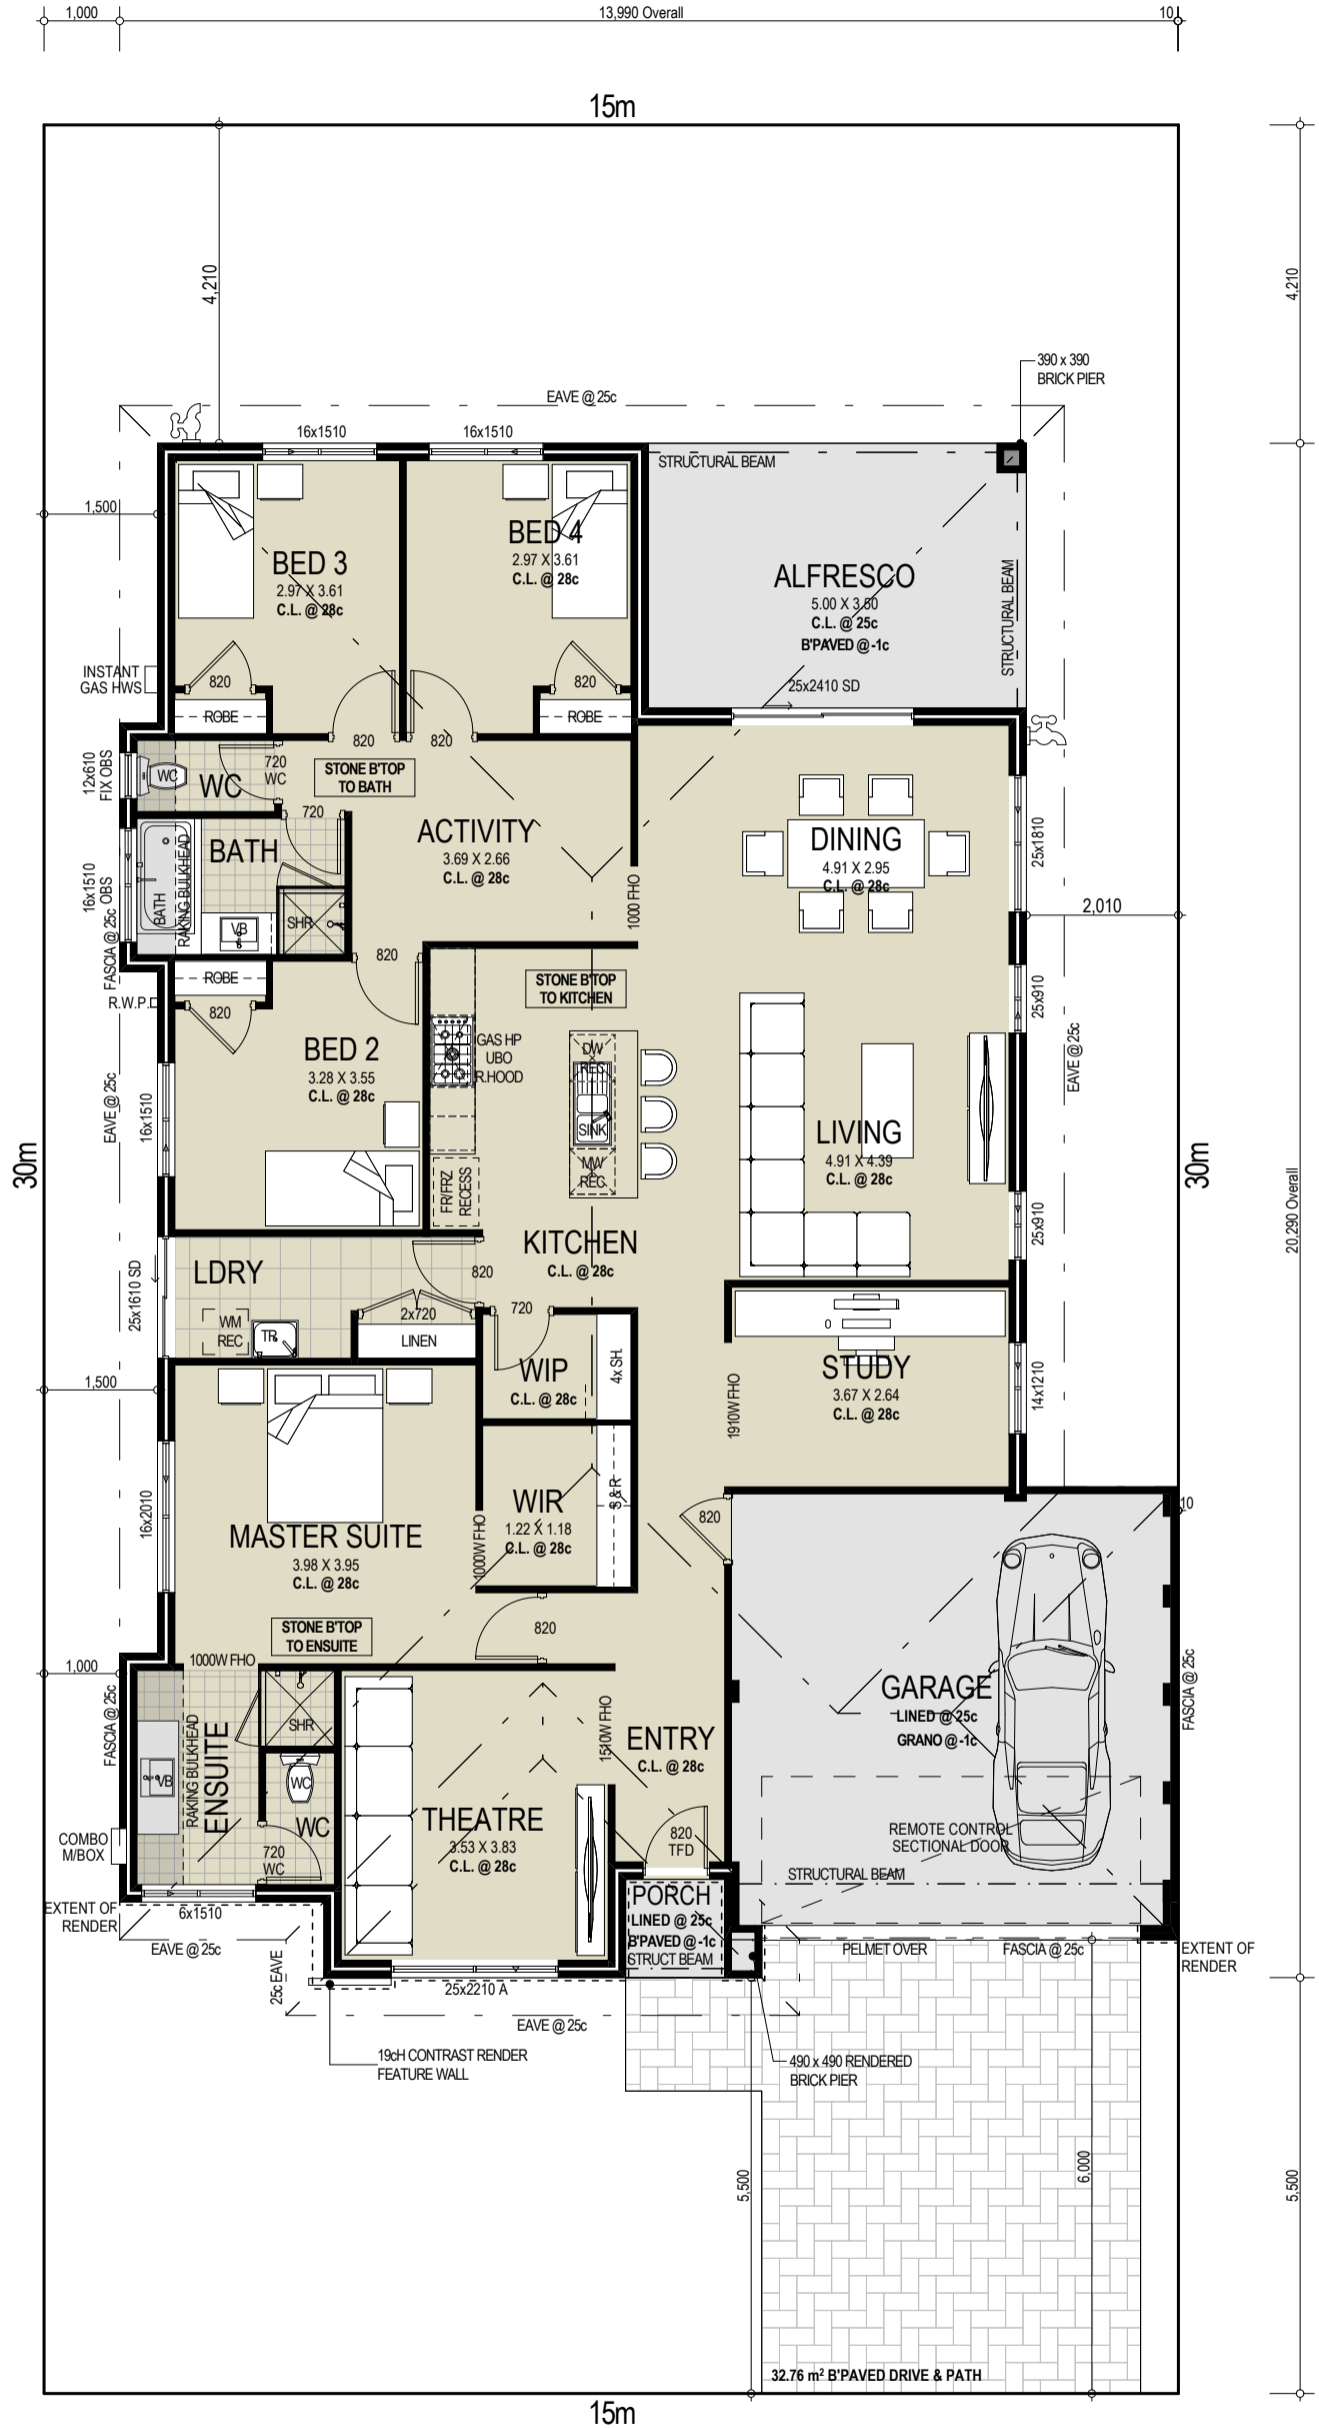 1,000
13,990 Overall
10
15m
4,210
4,210
390 x 390
BRICK PIER
EAVE @ 25c
16x1510
16x1510
STRUCTURAL BEAM
1,500
BED 3
2.97 X 3.61
C.L. @ 28c
BED 4
2.97 X 3.61
C.L. @ 28c
ALFRESCO
5.00 X 3.50
C.L. @ 25c
B'PAVED @ -1c
STRUCTURAL BEAM
INSTANT
GAS HWS
820
820
25x2410 SD
ROBE
ROBE
820
820
12x610
FIX OBS
WC
WC
720
WC
STONE B'TOP
TO BATH
720
ACTIVITY
3.69 X 2.66
C.L. @ 28c
DINING
4.91 X 2.95
C.L. @ 28c
25x1810
16x1510
OBS
BATH
BATH
RAKING BULKHEAD
VB
SHR
1000 FHO
2,010
FASCIA @ 25c
820
ROBE
R.W.P.
820
STONE B'TOP
TO KITCHEN
25x910
BED 2
3.28 X 3.55
C.L. @ 28c
GAS HP
UBO
R.HOOD
DW
REC
SINK
MW
REC
EAVE @ 25c
EAVE @ 25c
16x1510
LIVING
4.91 X 4.39
C.L. @ 28c
30m
30m
FR/FRZ
RECESS
25x910
20,290 Overall
KITCHEN
C.L. @ 28c
LDRY
820
25x1610 SD
WM
REC
TR
2x720
LINEN
720
WIP
C.L. @ 28c
4x SH.
STUDY
3.67 X 2.64
C.L. @ 28c
1910W FHO
14x1210
1,500
16x2010
WIR
1.22 X 1.18
C.L. @ 28c
S & R
1000W FHO
820
10
MASTER SUITE
3.98 X 3.95
C.L. @ 28c
STONE B'TOP
TO ENSUITE
820
1,000
1000W FHO
FASCIA @ 25c
SHR
RAKING BULKHEAD
ENSUITE
VB
WC
WC
720
WC
1510W FHO
ENTRY
C.L. @ 28c
GARAGE
LINED @ 25c
GRANO @ -1c
FASCIA @ 25c
THEATRE
3.53 X 3.83
C.L. @ 28c
820
TFD
REMOTE CONTROL
SECTIONAL DOOR
STRUCTURAL BEAM
COMBO
M/BOX
EXTENT OF
RENDER
6x1510
EAVE @ 25c
25c EAVE
PORCH
LINED @ 25c
B'PAVED @ -1c
STRUCT BEAM
PELMET OVER
FASCIA @ 25c
EXTENT OF
RENDER
25x2210 A
EAVE @ 25c
19cH CONTRAST RENDER
FEATURE WALL
490 x 490 RENDERED
BRICK PIER
5,500
6,000
5,500
32.76 m² B'PAVED DRIVE & PATH
15m